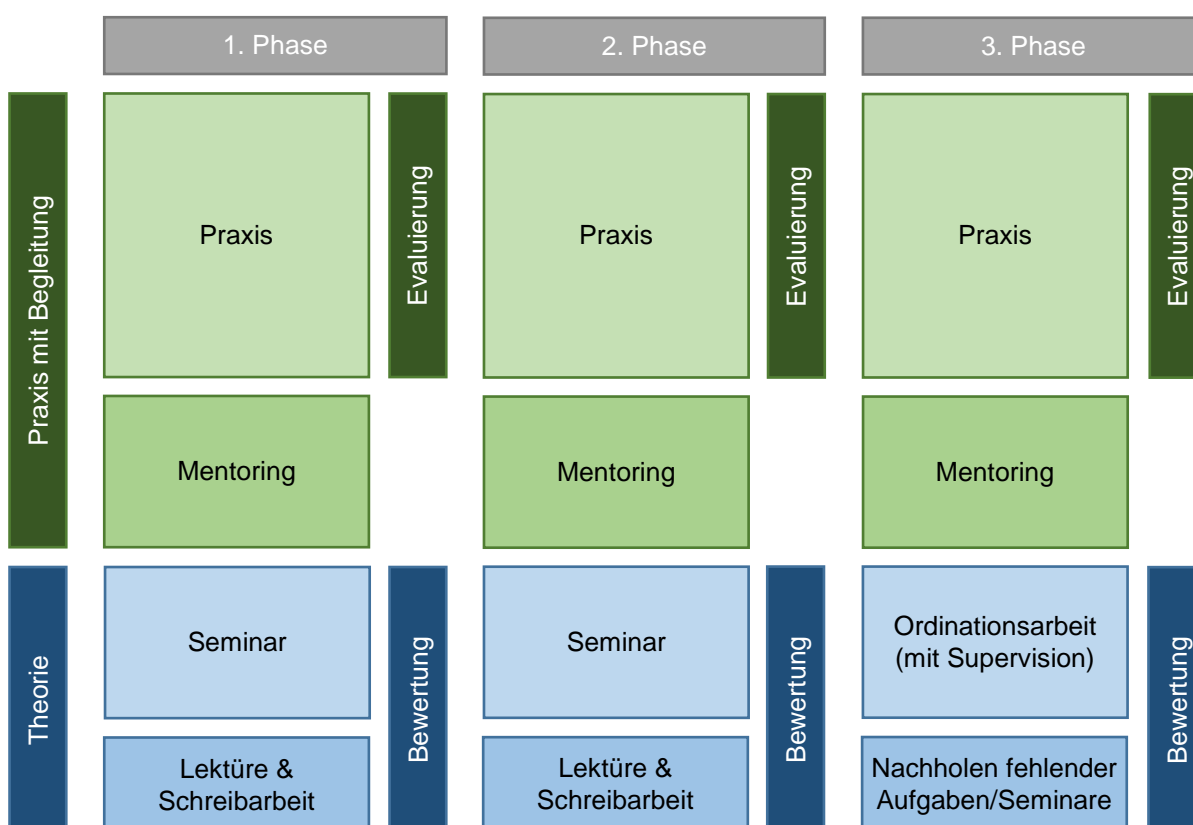 1. Phase
2. Phase
3. Phase
Praxis mit Begleitung
Praxis
Evaluierung
Praxis
Evaluierung
Praxis
Evaluierung
Mentoring
Mentoring
Mentoring
Theorie
Seminar
Bewertung
Seminar
Bewertung
Ordinationsarbeit
(mit Supervision)
Bewertung
Lektüre &
Schreibarbeit
Lektüre &
Schreibarbeit
Nachholen fehlender
Aufgaben/Seminare